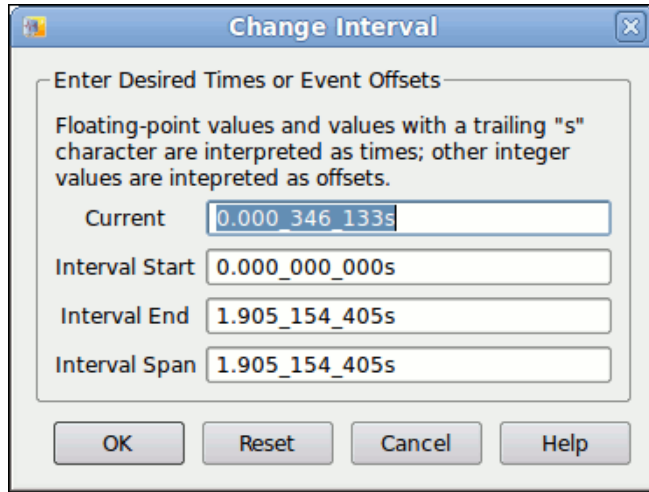 Change Interval
Enter Desired Times or Event Offsets
Floating-point values and values with a trailing "s"
character are interpreted as times; other integer
values are intepreted as offsets.
Current 0.000_346_133s
Interval Start 0.000_000_000s
Interval End 1.905_154_405s
Interval Span 1.905_154_405s
OK Reset Cancel Help